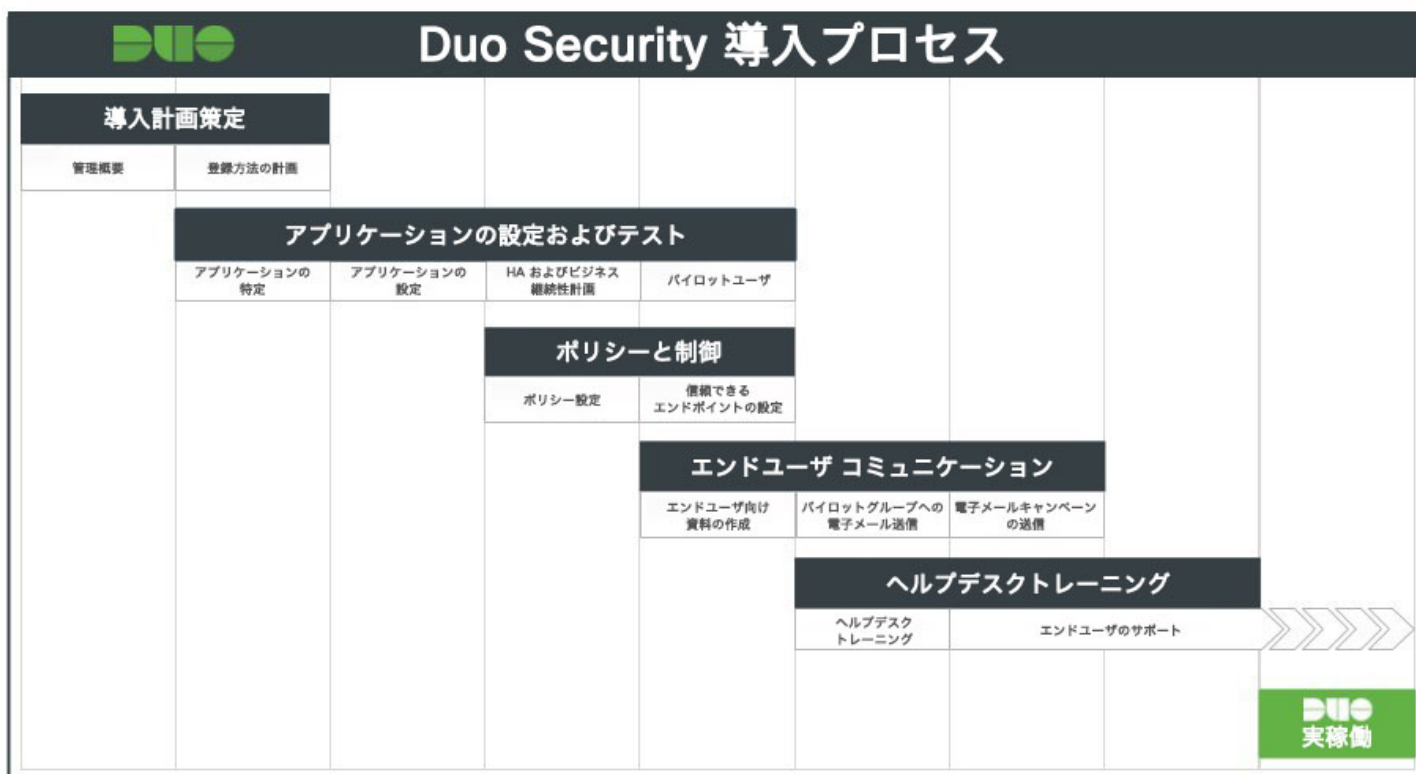 DUO
Duo Security 導入プロセス
導入計画策定
管理概要
登録方法の計画
アプリケーションの設定およびテスト
アプリケーションの
特定
アプリケーションの
設定
HA およびビジネス
継続性計画
パイロットユーザ
ポリシーと制御
ポリシー設定
信頼できる
エンドポイントの設定
エンドユーザ コミュニケーション
エンドユーザ向け
資料の作成
パイロットグループへの
電子メール送信
電子メールキャンペーン
の送信
ヘルプデスクトレーニング
ヘルプデスク
トレーニング
エンドユーザのサポート
DUO
実稼働